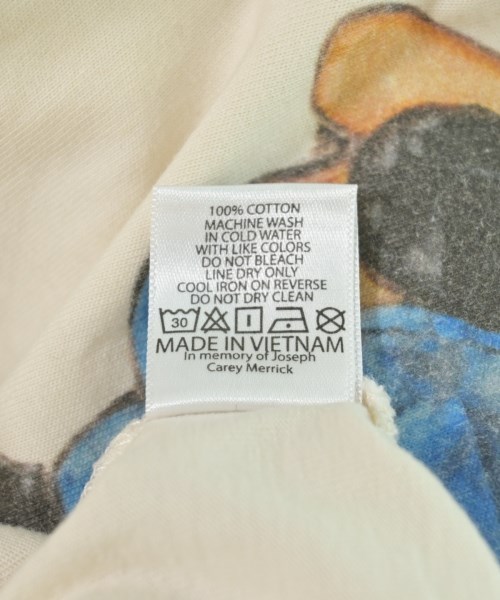 100% COTTON
MACHINE WASH
IN COLD WATER
WITH LIKE COLORS
DO NOT BLEACH
LINE DRY ONLY
COOL IRON ON REVERSE
DO NOT DRY CLEAN
30
MADE IN VIETNAM
In memory of Joseph
Carey Merrick